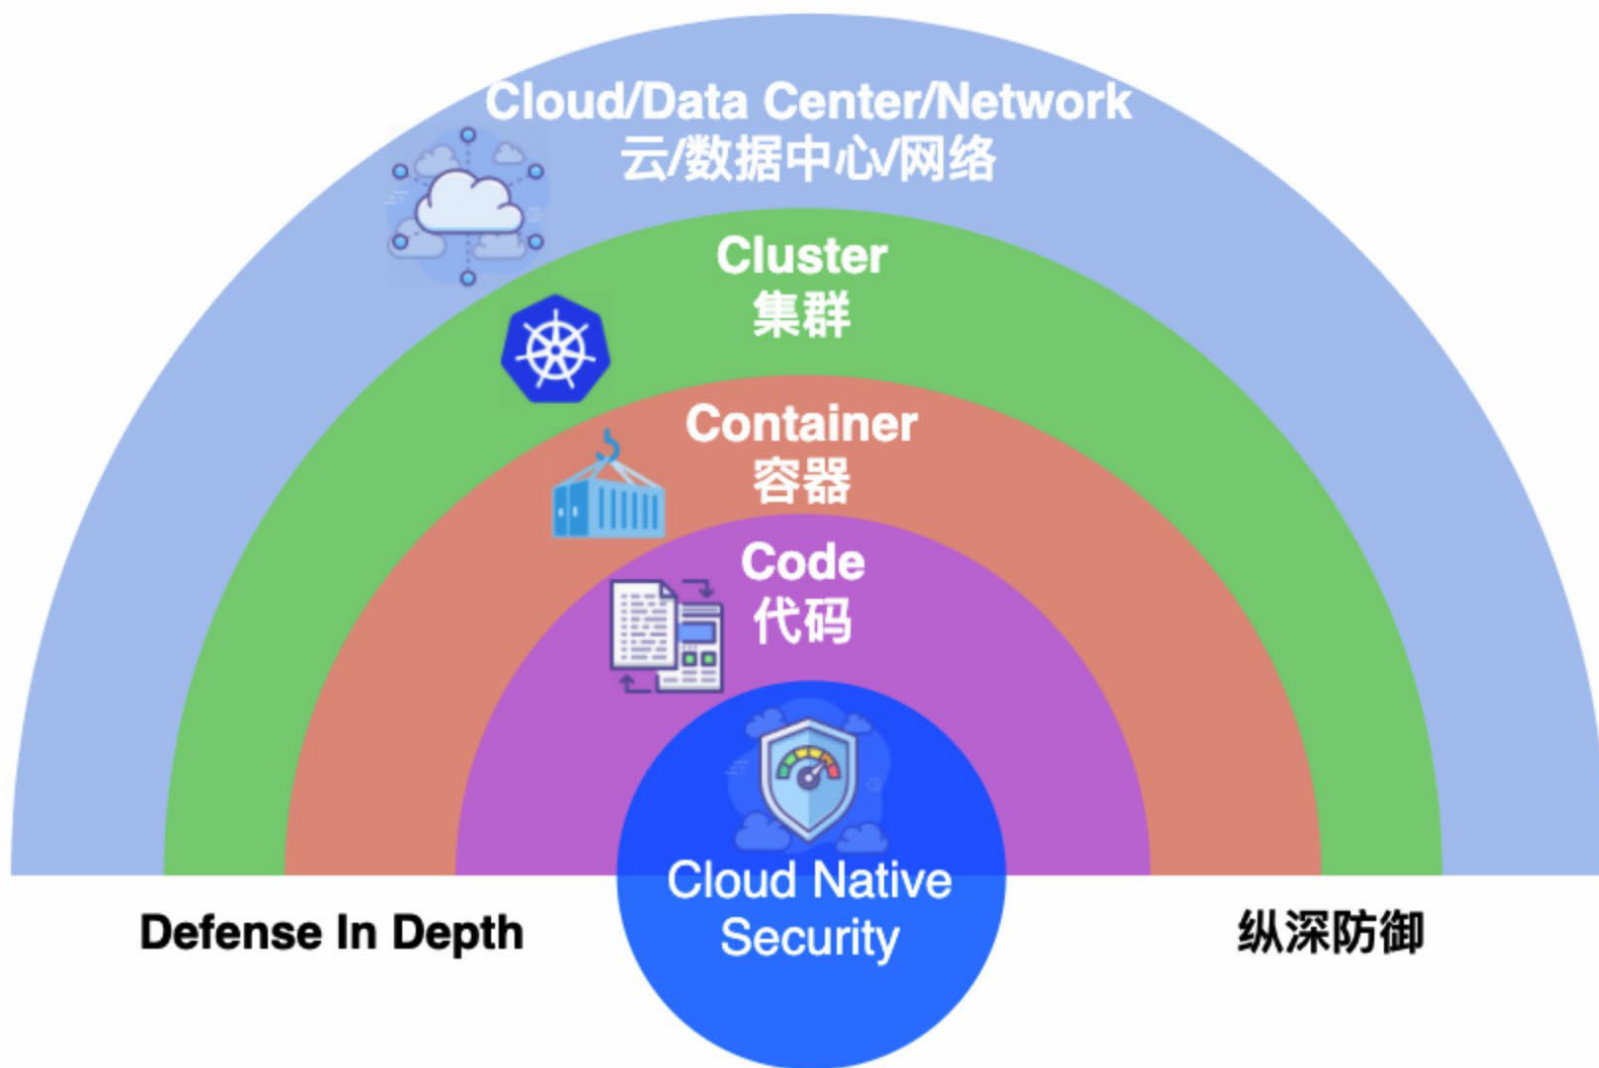 Cloud/Data Center/Network
云/数据中心/网络
Cluster
集群
Container
容器
Code
代码
Cloud Native
Security
Defense In Depth
纵深防御